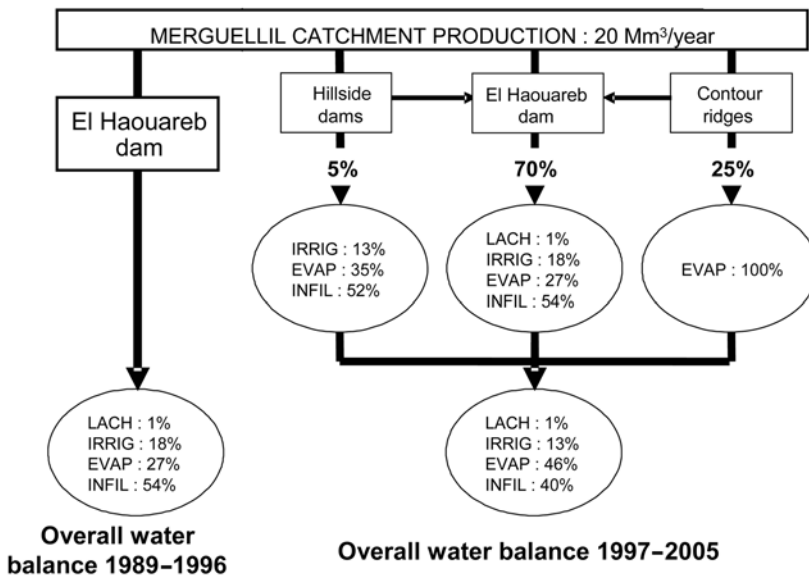 MERGUELLIL CATCHMENT PRODUCTION : 20 Mm³/year
El Haouareb
dam
Hillside
dams
El Haouareb
dam
Contour
ridges
5%
70%
25%
IRRIG : 13%
EVAP : 35%
INFIL : 52%
LACH : 1%
IRRIG : 18%
EVAP : 27%
INFIL : 54%
EVAP : 100%
LACH : 1%
IRRIG : 18%
EVAP : 27%
INFIL : 54%
LACH : 1%
IRRIG : 13%
EVAP : 46%
INFIL : 40%
Overall water
balance 1989–1996
Overall water balance 1997–2005